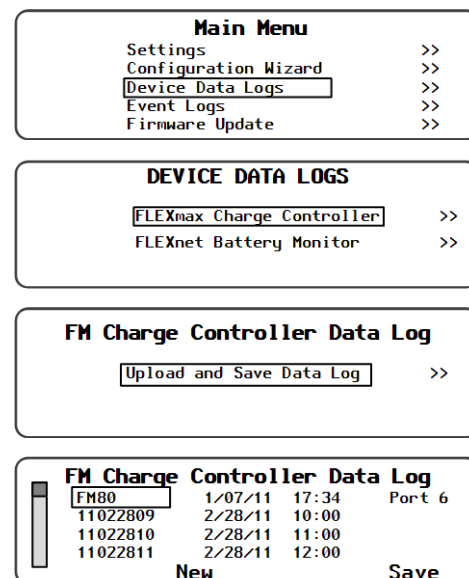 Main Menu
Settings >>
Configuration Wizard >>
Device Data Logs >>
Event Logs >>
Firmware Update >>
DEVICE DATA LOGS
FLEXmax Charge Controller >>
FLEXnet Battery Monitor >>
FM Charge Controller Data Log
Upload and Save Data Log >>
FM Charge Controller Data Log
FM80 1/07/11 17:34 Port 6
11022809 2/28/11 10:00
11022810 2/28/11 11:00
11022811 2/28/11 12:00
New Save